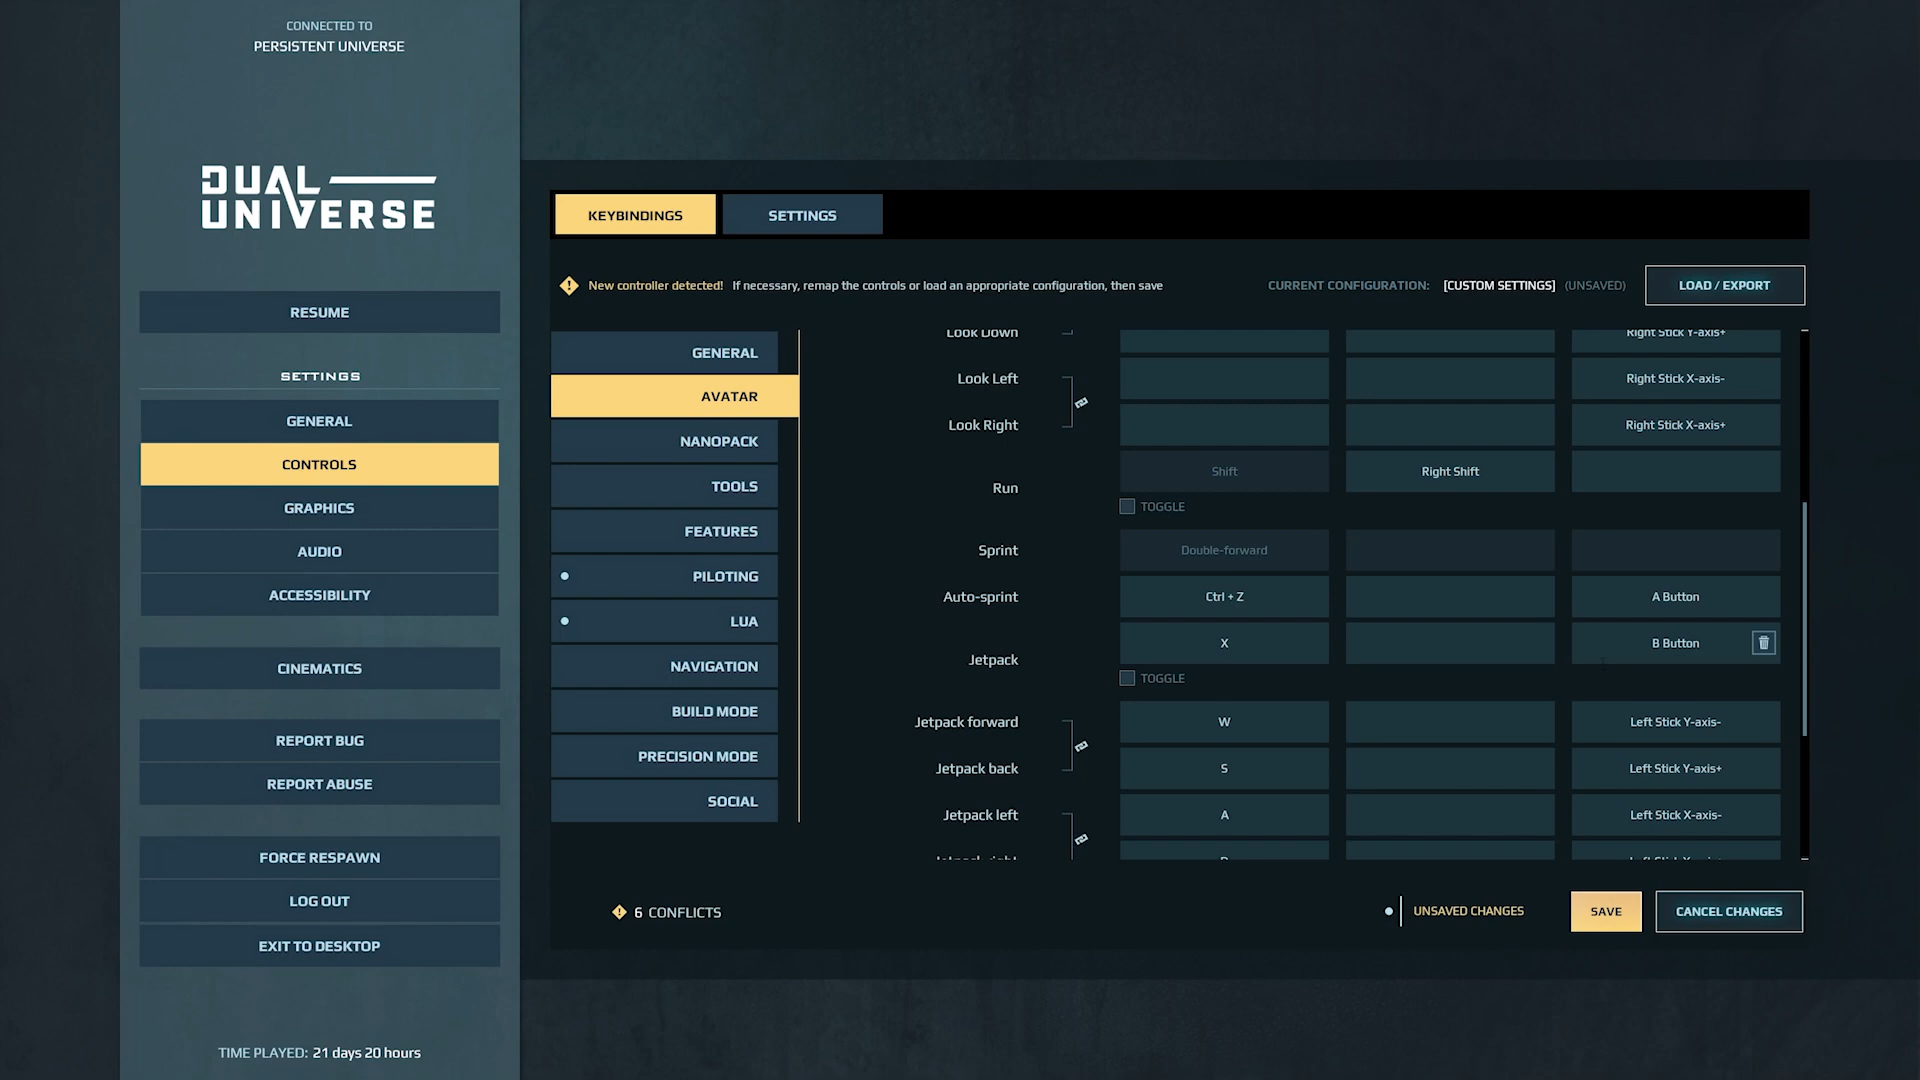 CONNECTED TO
PERSISTENT UNIVERSE
DUAL
UNIVERSE
RESUME
SETTINGS
GENERAL
CONTROLS
GRAPHICS
AUDIO
ACCESSIBILITY
CINEMATICS
REPORT BUG
REPORT ABUSE
FORCE RESPAWN
LOG OUT
EXIT TO DESKTOP
TIME PLAYED: 21 days 20 hours
KEYBINDINGS SETTINGS
New controller detected! If necessary, remap the controls or load an appropriate configuration, then save
CURRENT CONFIGURATION: [CUSTOM SETTINGS] (UNSAVED) LOAD / EXPORT
GENERAL
AVATAR
NANOPACK
TOOLS
FEATURES
PILOTING
LUA
NAVIGATION
BUILD MODE
PRECISION MODE
SOCIAL
Look Down Right Stick Y-axis+
Look Left Right Stick X-axis-
Look Right Right Stick X-axis+
Run Shift Right Shift
TOGGLE
Sprint Double-forward
Auto-sprint Ctrl + Z A Button
Jetpack X B Button
TOGGLE
Jetpack forward W Left Stick Y-axis-
Jetpack back S Left Stick Y-axis+
Jetpack left A Left Stick X-axis-
6 CONFLICTS
UNSAVED CHANGES SAVE CANCEL CHANGES